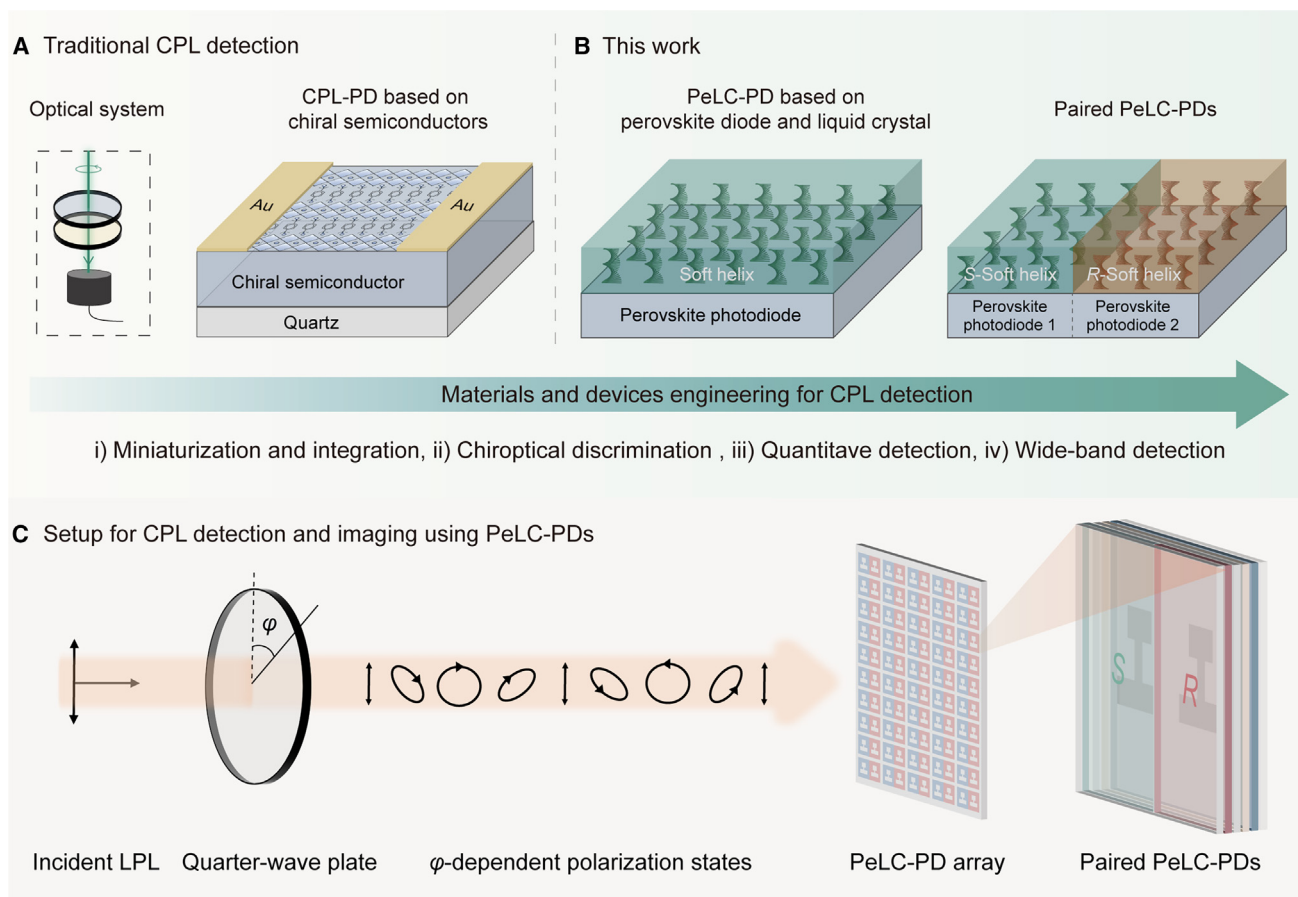 A Traditional CPL detection
Optical system
CPL-PD based on
chiral semiconductors
Au
Au
Chiral semiconductor
Quartz
B This work
PeLC-PD based on
perovskite diode and liquid crystal
Soft helix
Perovskite photodiode
Paired PeLC-PDs
S-Soft helix
R-Soft helix
Perovskite
photodiode 1
Perovskite
photodiode 2
Materials and devices engineering for CPL detection
i) Miniaturization and integration, ii) Chiroptical discrimination , iii) Quantitave detection, iv) Wide-band detection
C Setup for CPL detection and imaging using PeLC-PDs
φ
S
R
Incident LPL
Quarter-wave plate
φ-dependent polarization states
PeLC-PD array
Paired PeLC-PDs